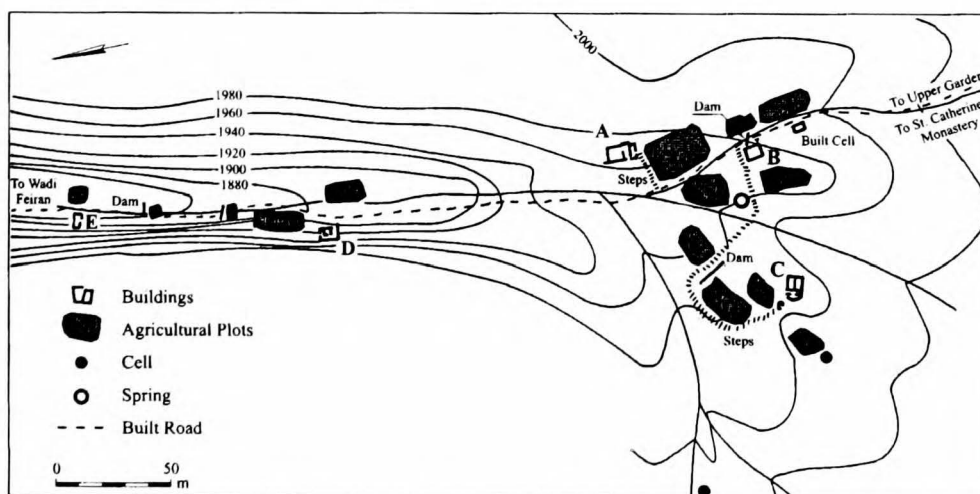 2000
1980
1960
1940
1920
1900
1880
A
Dam
To Upper Garden
To St. Catherine
Monastery
Built Cell
B
Steps
To Wadi
Feiran
Dam
E
D
Dam
C
Steps
Buildings
Agricultural Plots
Cell
Spring
Built Road
0 50
m